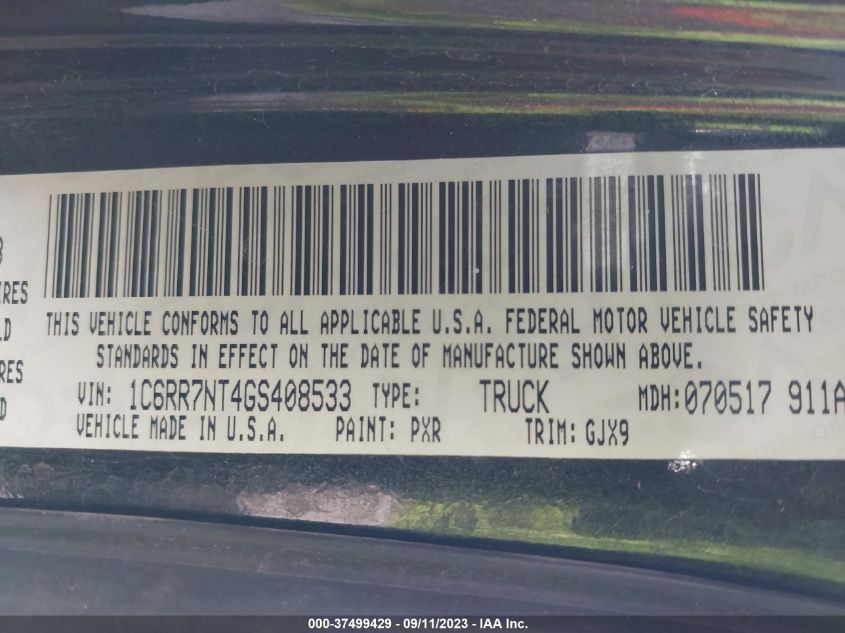 THIS VEHICLE CONFORMS TO ALL APPLICABLE U.S.A. FEDERAL MOTOR VEHICLE SAFETY
STANDARDS IN EFFECT ON THE DATE OF MANUFACTURE SHOWN ABOVE.
VIN: 1C6RR7NT4GS408533 TYPE: TRUCK MDH:070517 911A
VEHICLE MADE IN U.S.A. PAINT: PXR TRIM: GJX9
000-37499429 - 09/11/2023 - IAA Inc.